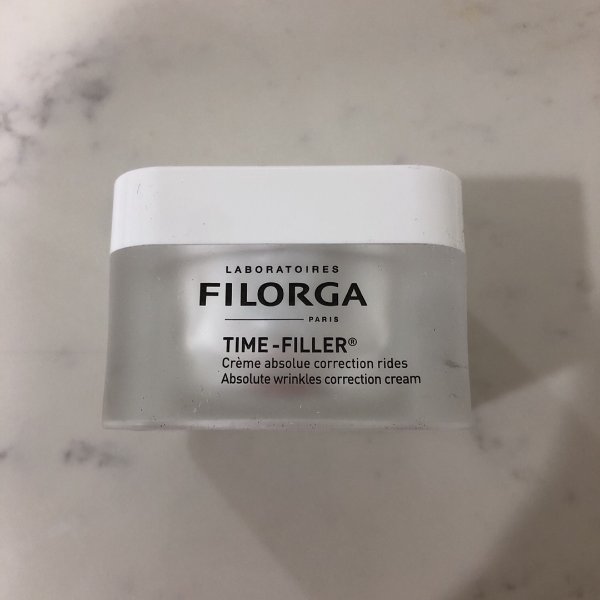 LABORATOIRES
FILORGA
PARIS
TIME-FILLER®
Crème absolue correction rides
Absolute wrinkles correction cream